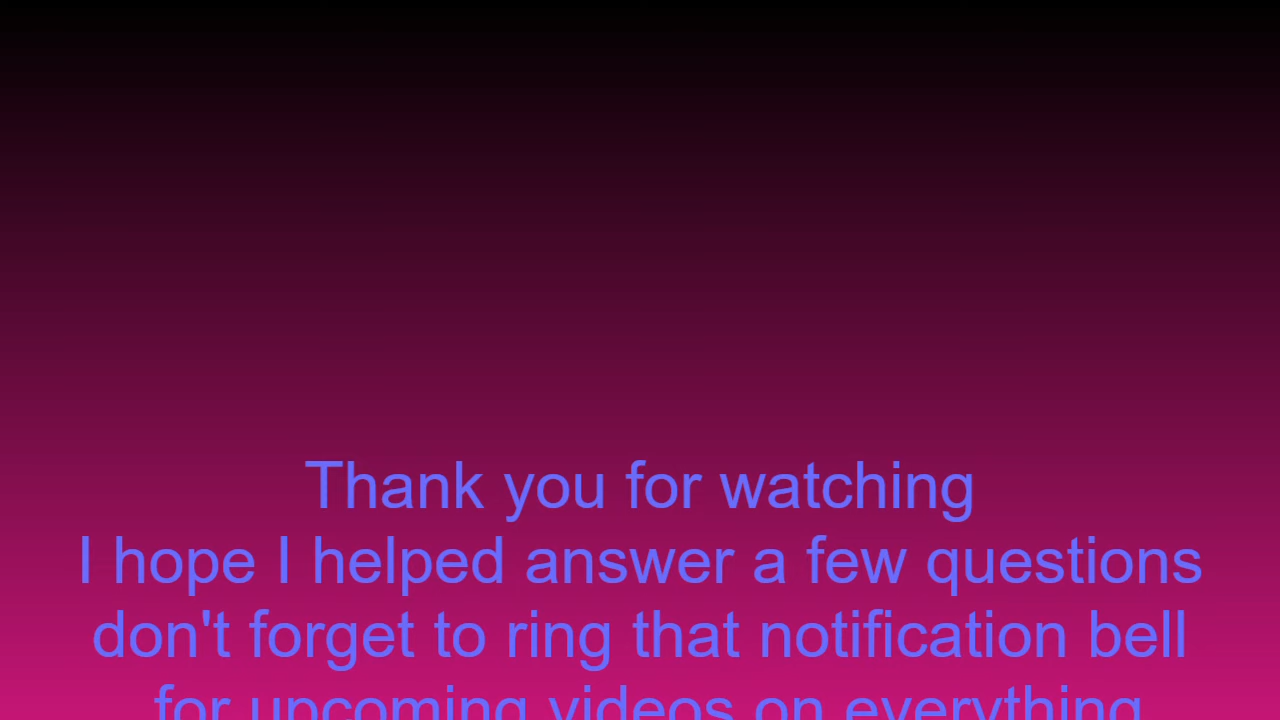 Thank you for watching
I hope I helped answer a few questions
don't forget to ring that notification bell
for upcoming videos on everything